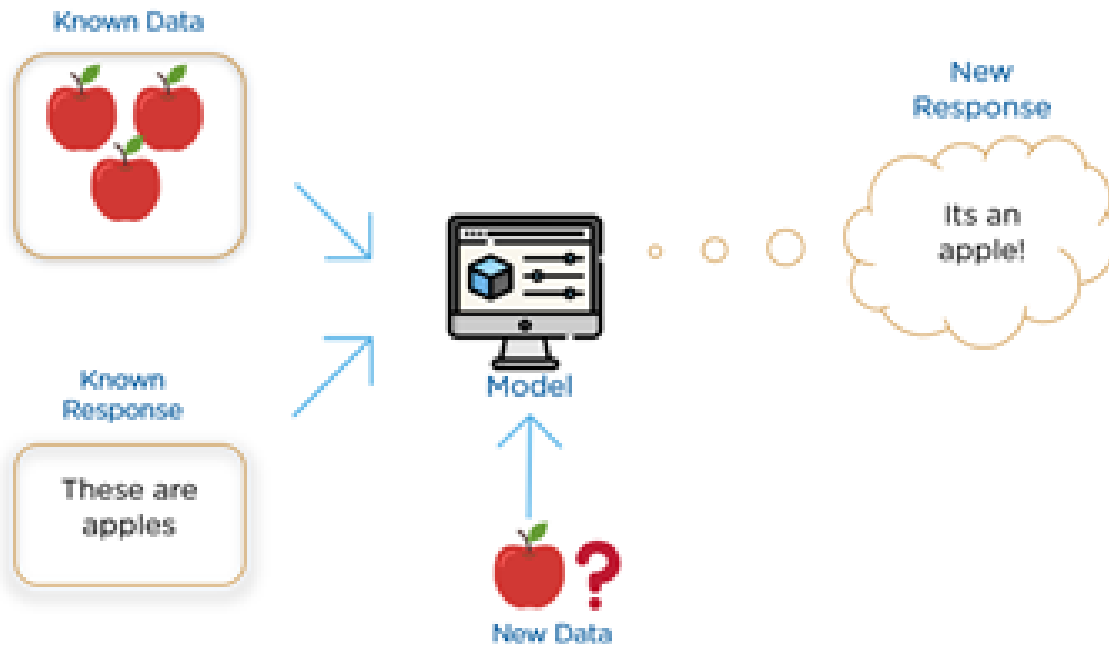 Known Data
New
Response
Its an
apple!
Model
Known
Response
These are
apples
?
New Data